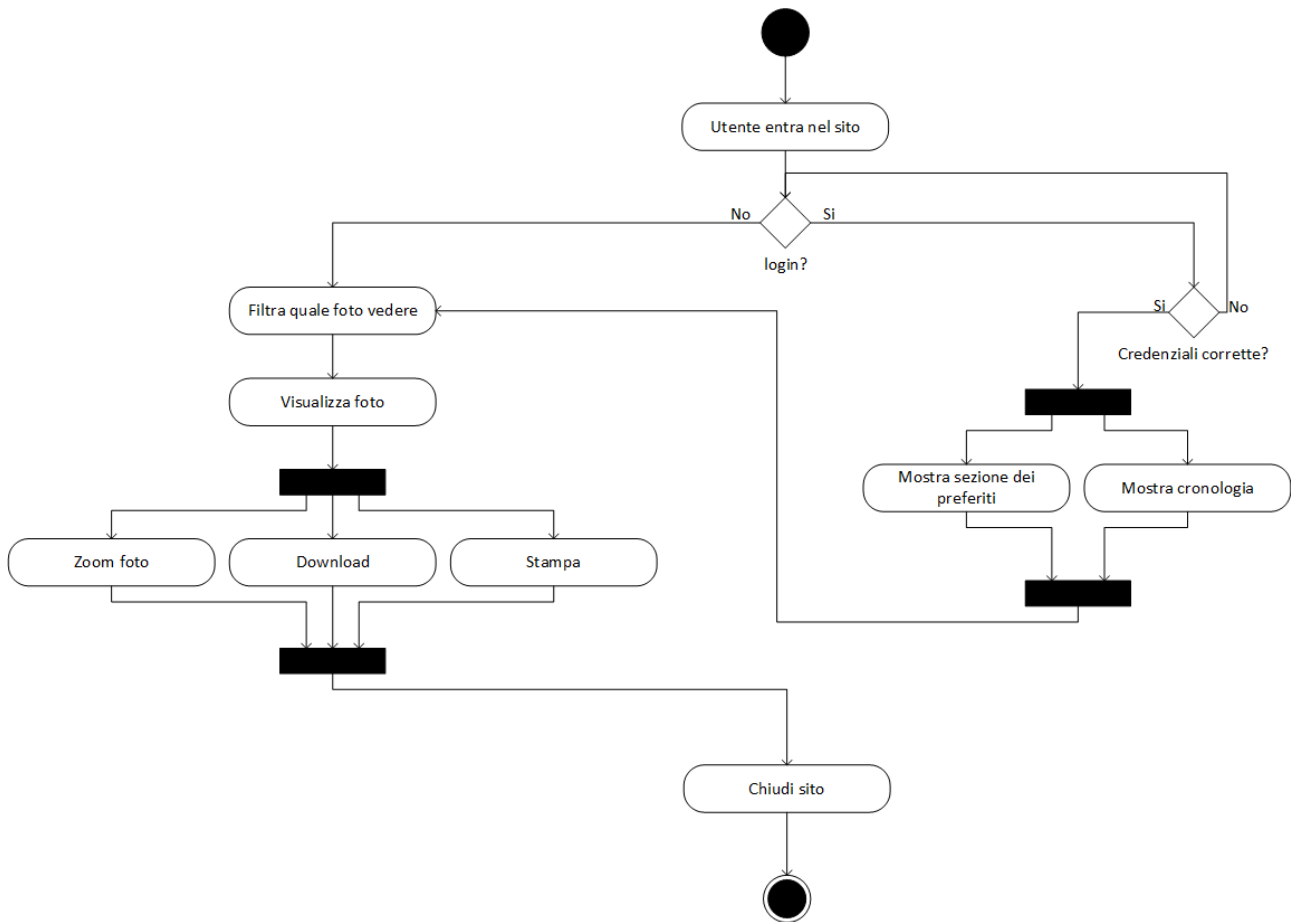 Utente entra nel sito
No
Si
login?
Filtra quale foto vedere
Si
No
Credenziali corrette?
Visualizza foto
Mostra sezione dei
preferiti
Mostra cronologia
Zoom foto
Download
Stampa
Chiudi sito